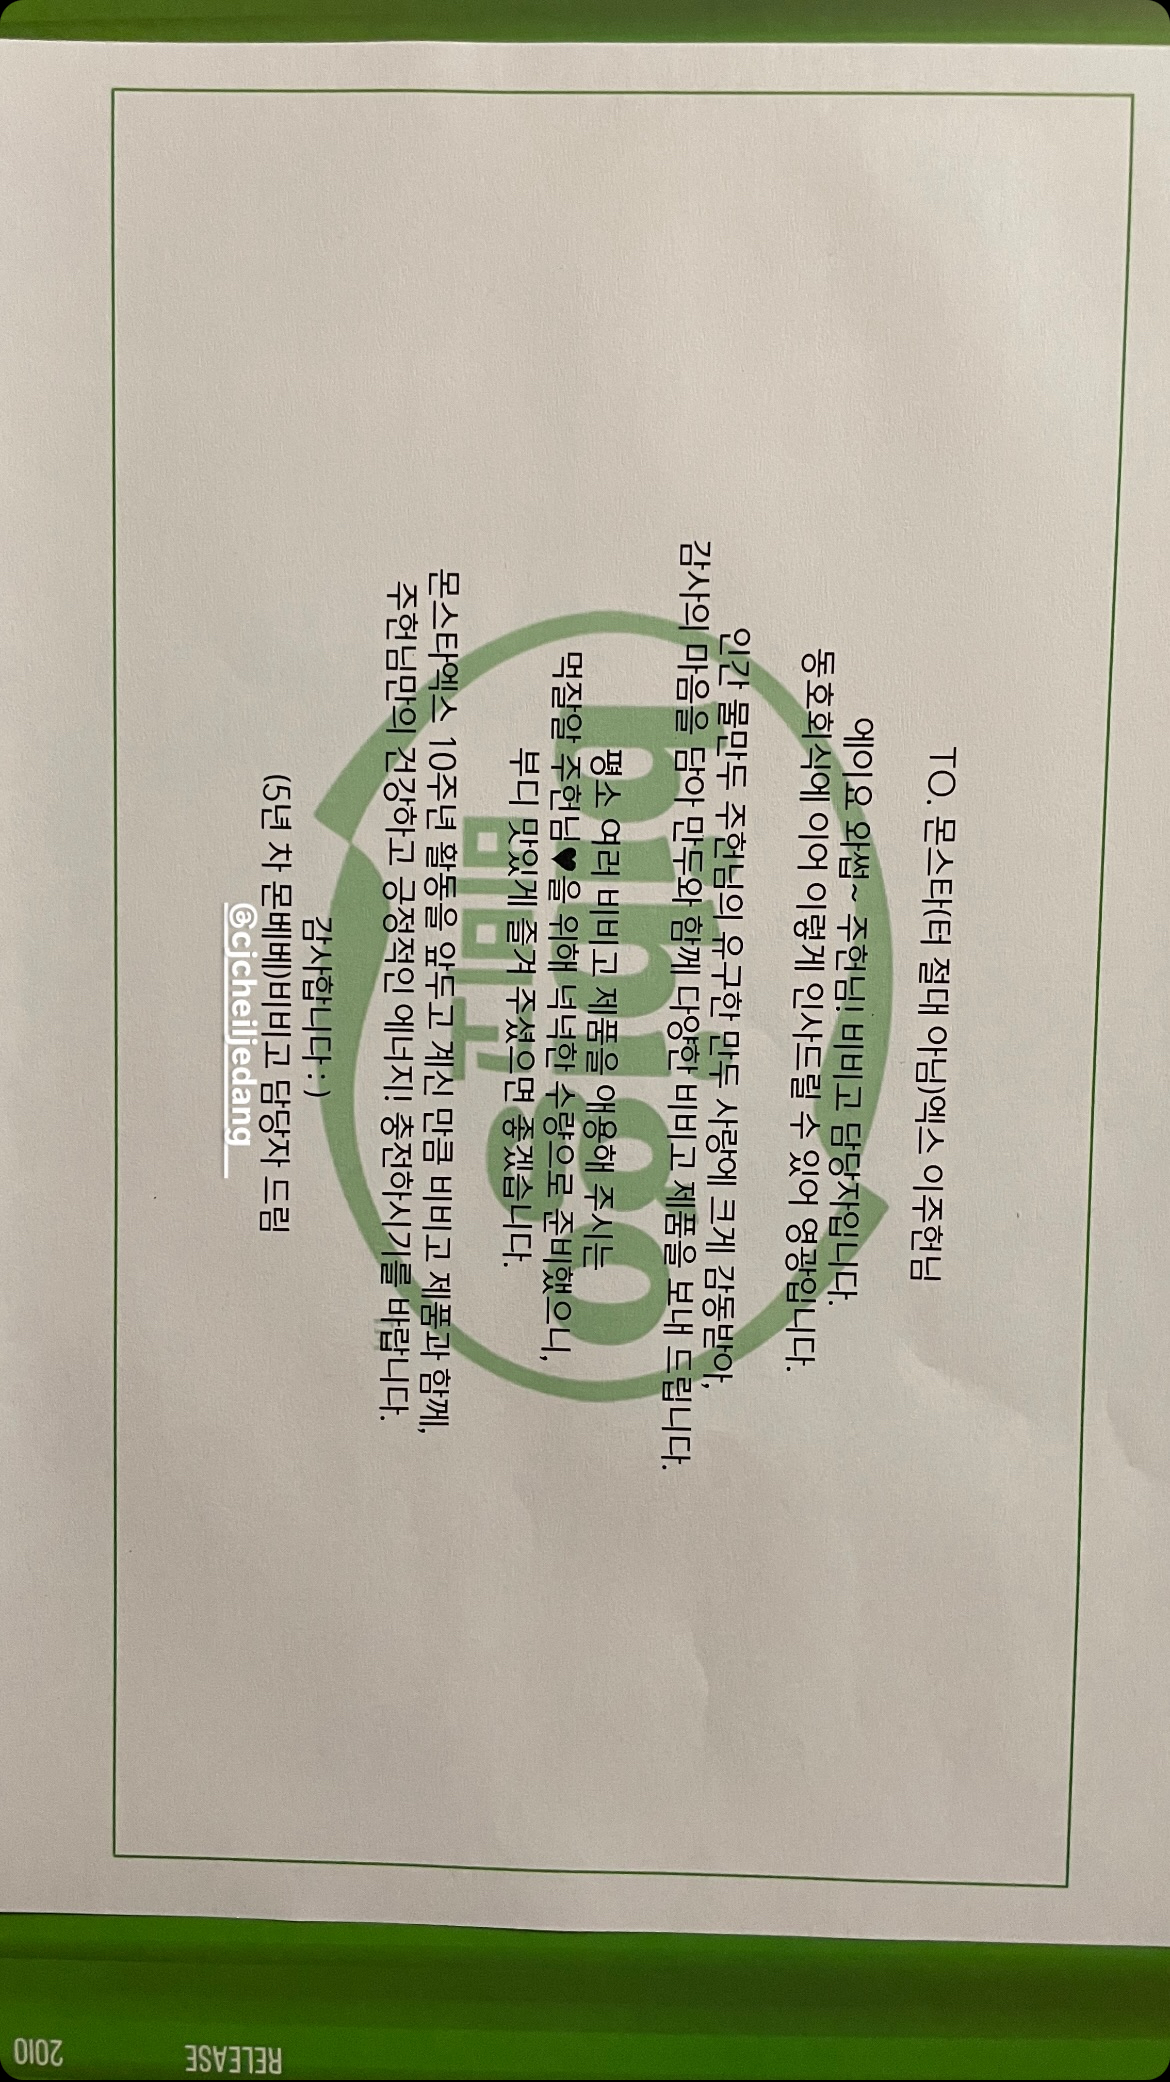 TO. 몬스타(터 절대 아님)엑스 이주헌님
에이요 와썹~ 주헌님! 비비고 담당자입니다.
동호회식에 이어 이렇게 인사드릴 수 있어 영광입니다.
인간 물만두 주헌님의 유구한 만두 사랑에 크게 감동받아,
감사의 마음을 담아 만두와 함께 다양한 비비고 제품을 보내 드립니다.
평소 여러 비비고 제품을 애용해 주시는
먹잘알 주헌님♥을 위해 넉넉한 수량으로 준비했으니,
부디 맛있게 즐겨 주셨으면 좋겠습니다.
몬스타엑스 10주년 활동을 앞두고 계신 만큼 비비고 제품과 함께,
주헌님만의 건강하고 긍정적인 에너지! 충전하시기를 바랍니다.
감사합니다 : )
(5년 차 몬베베)비비고 담당자 드림
@cjcheiljedang__
bibigo
비비고
RELEASE
2010